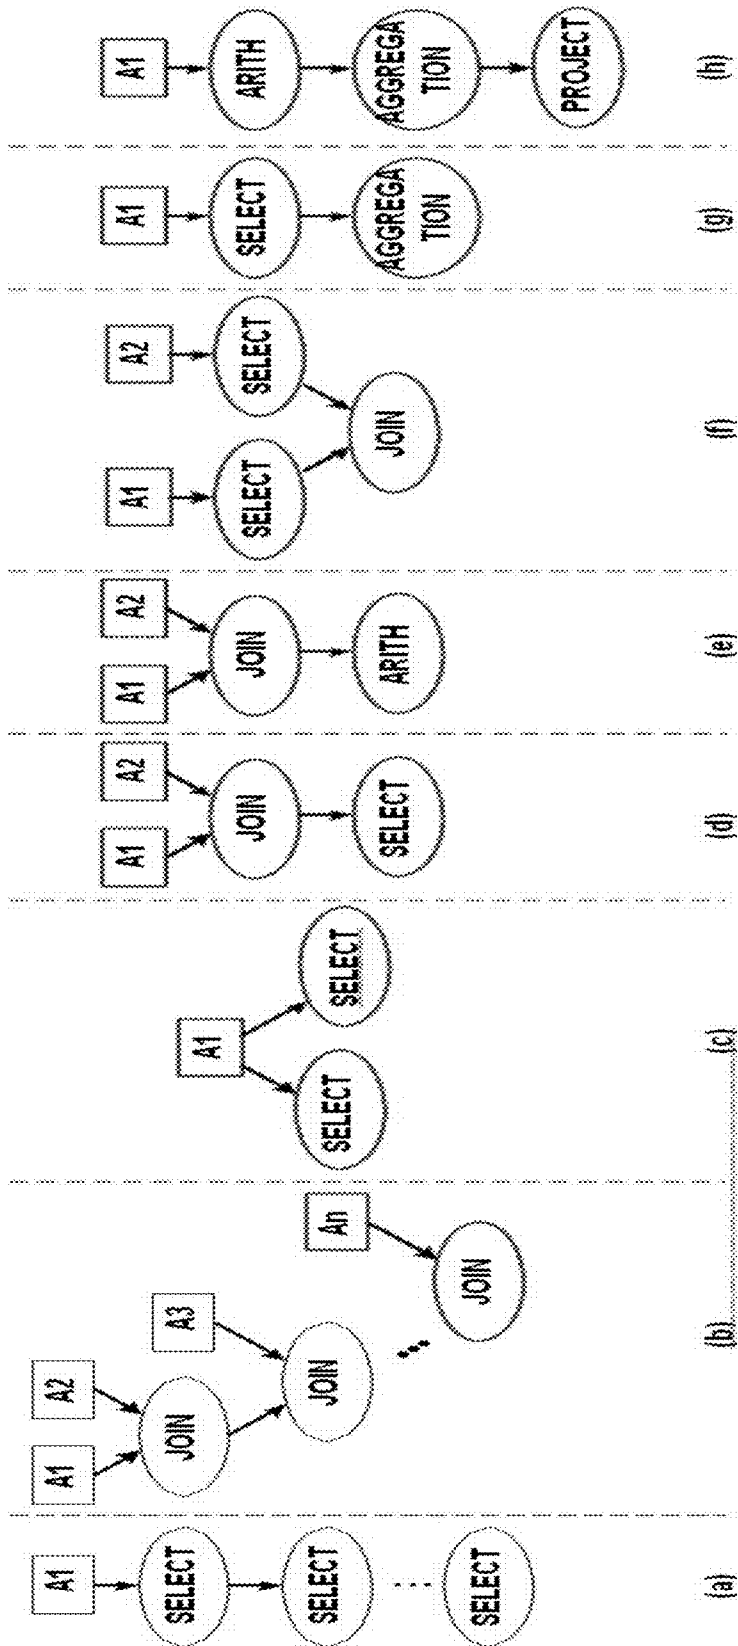 A1
SELECT
SELECT
SELECT
(a)
A1
A2
JOIN
A3
JOIN
An
JOIN
(b)
A1
SELECT
SELECT
(c)
A1
A2
JOIN
SELECT
(d)
A1
A2
JOIN
ARITH
(e)
A1
A2
SELECT
SELECT
JOIN
(f)
A1
SELECT
AGGREGA
TION
(g)
A1
ARITH
AGGREGA
TION
PROJECT
(h)